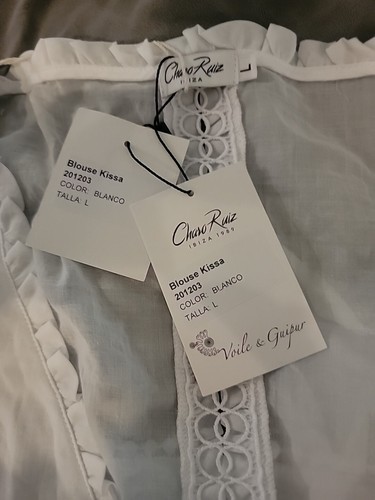 Charo Ruiz
IBIZA
L
Blouse Kissa
201203
COLOR: BLANCO
TALLA: L
Charo Ruiz
IBIZA 1989
Blouse Kissa
201203
COLOR: BLANCO
TALLA: L
Voile & Guipur